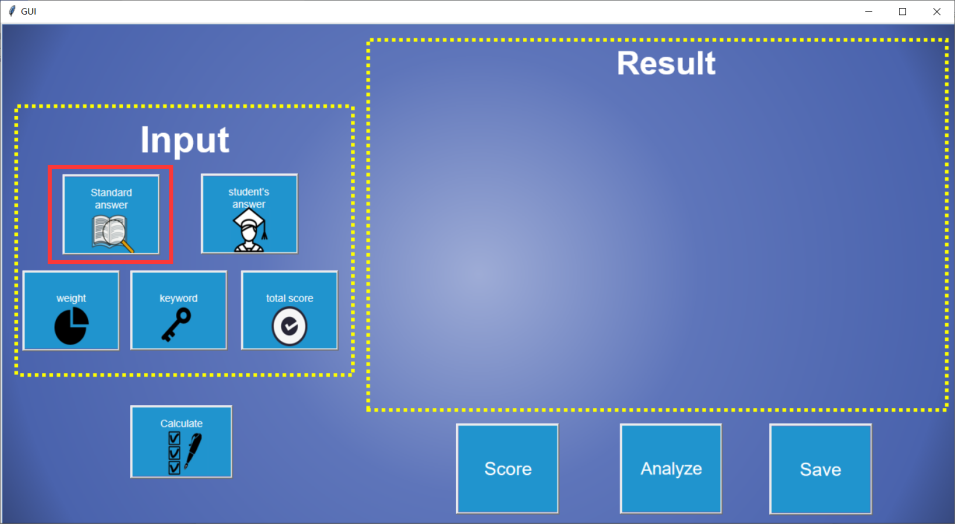 GUI
Result
Input
Standard
answer
student's
answer
weight
keyword
total score
Calculate
Score
Analyze
Save